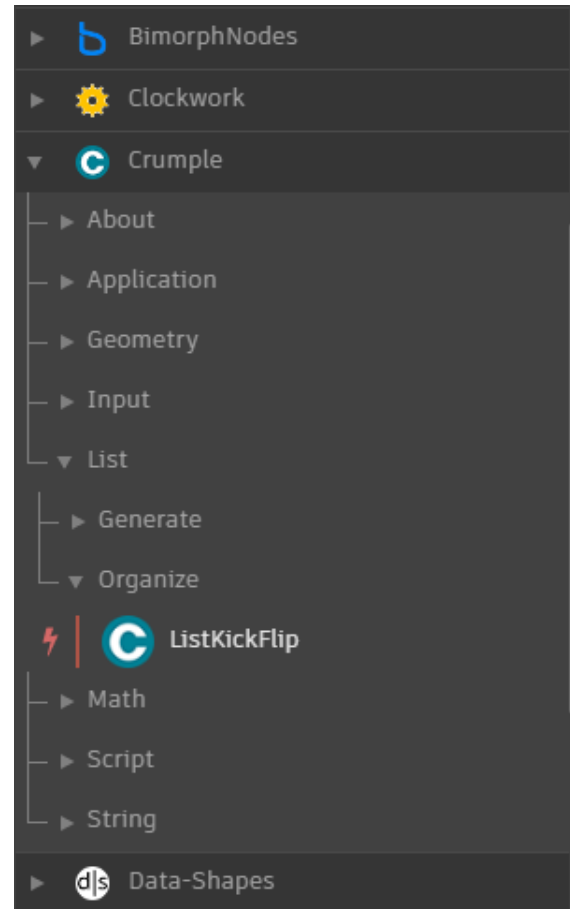 BimorphNodes
Clockwork
Crumple
About
Application
Geometry
Input
List
Generate
Organize
ListKickFlip
Math
Script
String
d|s Data-Shapes